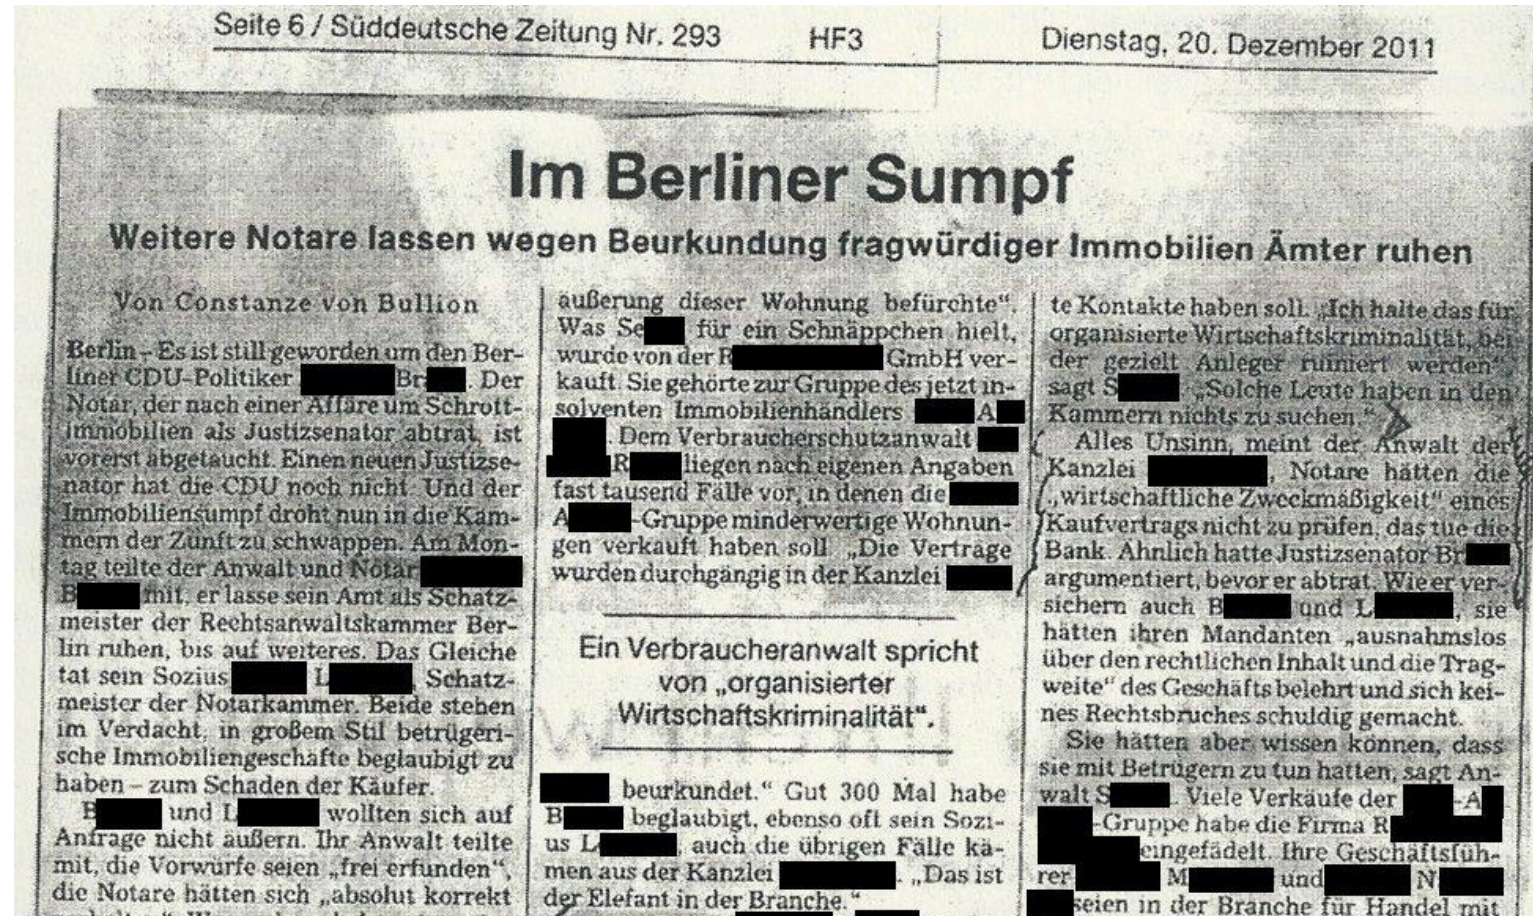 Seite 6 / Süddeutsche Zeitung Nr. 293 HF3 Dienstag, 20. Dezember 2011
Im Berliner Sumpf
Weitere Notare lassen wegen Beurkundung fragwürdiger Immobilien Ämter ruhen
Von Constanze von Bullion
Berlin – Es ist still geworden um den Ber-
liner CDU-Politiker Br . Der
Notar, der nach einer Affäre um Schrott-
immobilien als Justizsenator abtrat, ist
vorerst abgetaucht. Einen neuen Justizse-
nator hat die CDU noch nicht. Und der
Immobiliensumpf droht nun in die Kam-
mern der Zunft zu schwappen. Am Mon-
tag teilte der Anwalt und Notar
B mit, er lasse sein Amt als Schatz-
meister der Rechtsanwaltskammer Ber-
lin ruhen, bis auf weiteres. Das Gleiche
tat sein Sozius L , Schatz-
meister der Notarkammer. Beide stehen
im Verdacht, in großem Stil betrügeri-
sche Immobiliengeschäfte beglaubigt zu
haben – zum Schaden der Käufer.
B und L wollten sich auf
Anfrage nicht äußern. Ihr Anwalt teilte
mit, die Vorwürfe seien „frei erfunden“,
die Notare hätten sich „absolut korrekt
äußerung dieser Wohnung befürchte“.
Was Se für ein Schnäppchen hielt,
wurde von der R GmbH ver-
kauft. Sie gehörte zur Gruppe des jetzt in-
solventen Immobilienhändlers A
. Dem Verbraucherschutzanwalt
R liegen nach eigenen Angaben
fast tausend Fälle vor, in denen die
A -Gruppe minderwertige Wohnun-
gen verkauft haben soll. „Die Verträge
wurden durchgängig in der Kanzlei
Ein Verbraucheranwalt spricht
von „organisierter
Wirtschaftskriminalität“.
beurkundet.“ Gut 300 Mal habe
B beglaubigt, ebenso oft sein Sozi-
us L , auch die übrigen Fälle kä-
men aus der Kanzlei . „Das ist
der Elefant in der Branche.“
te Kontakte haben soll. „Ich halte das für
organisierte Wirtschaftskriminalität, bei
der gezielt Anleger ruiniert werden“,
sagt S . „Solche Leute haben in den
Kammern nichts zu suchen.“
Alles Unsinn, meint der Anwalt der
Kanzlei , Notare hätten die
„wirtschaftliche Zweckmäßigkeit“ eines
Kaufvertrags nicht zu prüfen, das tue die
Bank. Ähnlich hatte Justizsenator Br
argumentiert, bevor er abtrat. Wie er ver-
sichern auch B und L , sie
hätten ihren Mandanten „ausnahmslos
über den rechtlichen Inhalt und die Trag-
weite“ des Geschäfts belehrt und sich kei-
nes Rechtsbruches schuldig gemacht.
Sie hätten aber wissen können, dass
sie mit Betrügern zu tun hatten, sagt An-
walt S . Viele Verkäufe der -A
-Gruppe habe die Firma R
eingefädelt. Ihre Geschäftsfüh-
rer M und N
seien in der Branche für Handel mit